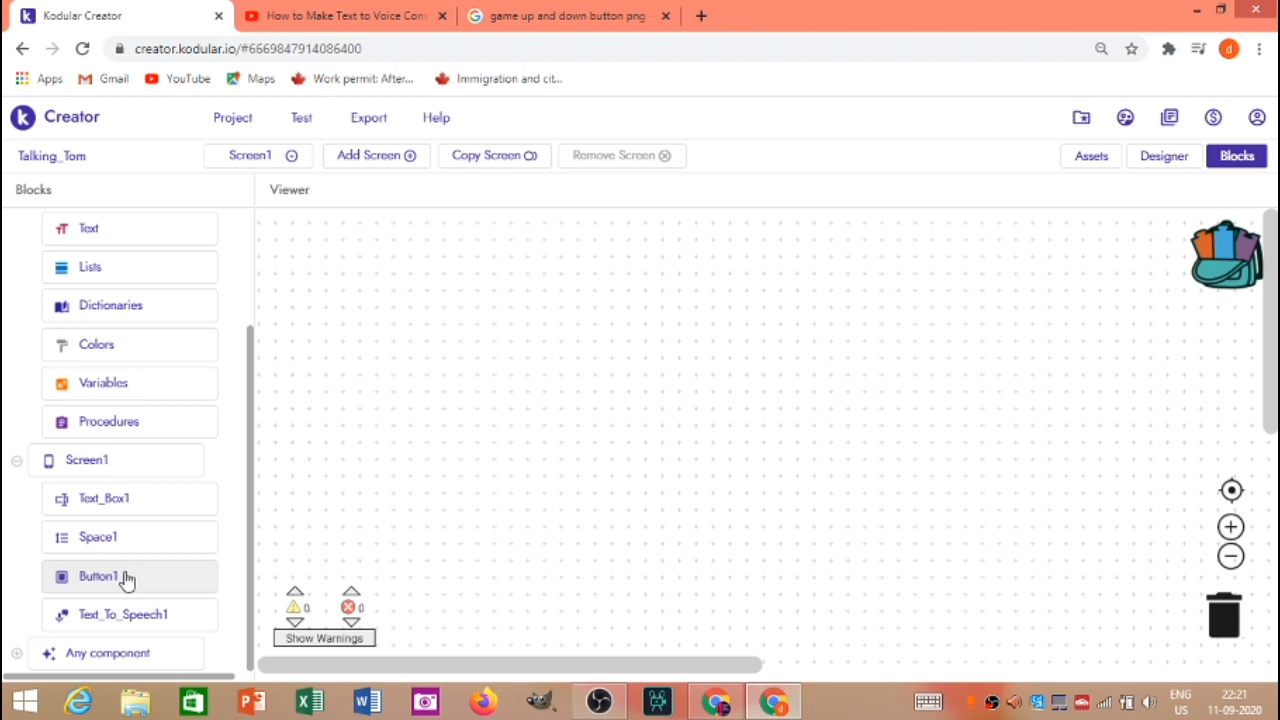 Kodular Creator
How to Make Text to Voice Conv
game up and down button png
creator.kodular.io/#6669847914086400
d
Apps
Gmail
YouTube
Maps
Work permit: After...
Immigration and cit...
k
Creator
Project
Test
Export
Help
Talking_Tom
Screen1
Add Screen
Copy Screen
Remove Screen
Assets
Designer
Blocks
Blocks
Viewer
Text
Lists
Dictionaries
Colors
Variables
Procedures
Screen1
Text_Box1
Space1
Button1
Text_To_Speech1
Any component
0
0
Show Warnings
ENG
US
22:21
11-09-2020